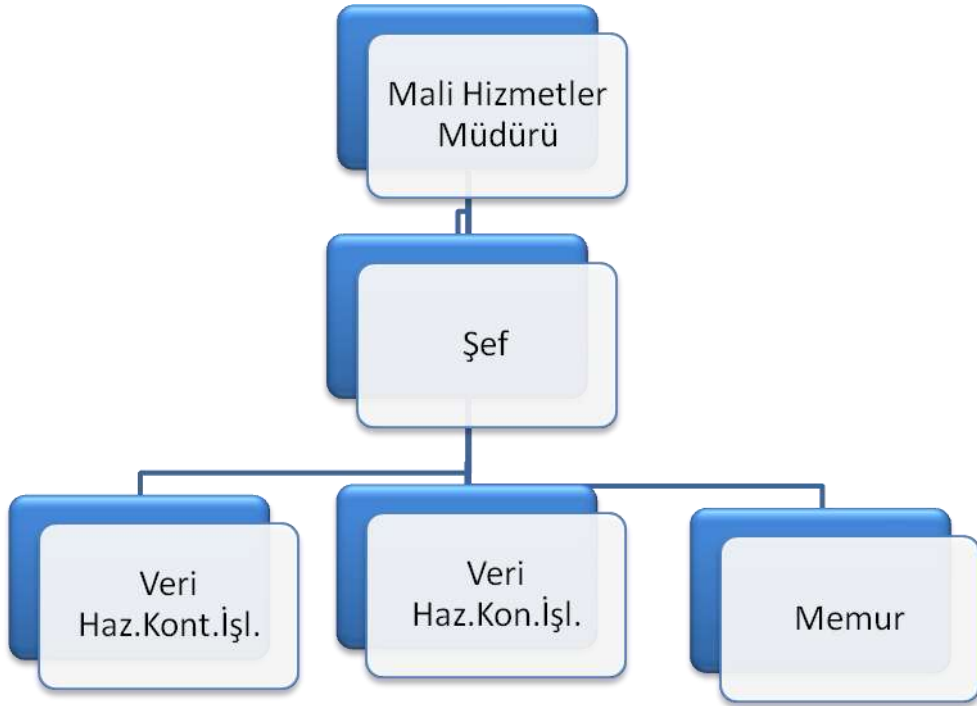 Mali Hizmetler
Müdürü
Şef
Veri
Haz.Kont.İşl.
Veri
Haz.Kon.İşl.
Memur